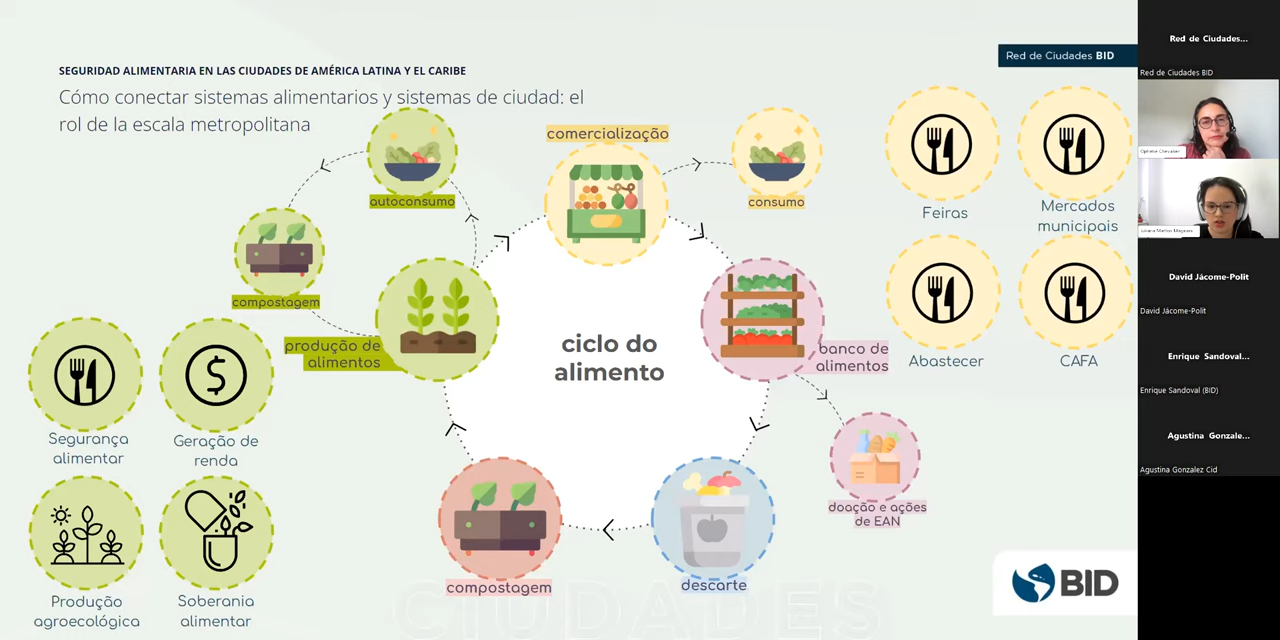 SEGURIDAD ALIMENTARIA EN LAS CIUDADES DE AMÉRICA LATINA Y EL CARIBE
Cómo conectar sistemas alimentarios y sistemas de ciudad: el
rol de la escala metropolitana
Red de Ciudades BID
autoconsumo
comercialização
consumo
compostagem
produção de
alimentos
ciclo do
alimento
banco de
alimentos
doação e ações
de EAN
compostagem
descarte
Segurança
alimentar
Geração de
renda
Produção
agroecológica
Soberania
alimentar
Feiras
Mercados
municipais
Abastecer
CAFA
BID
CIUDADES
Red de Ciudades...
Red de Ciudades BID
Ophelie Chevalier
David Jácome-Polit
David Jácome-Polit
Enrique Sandoval...
Enrique Sandoval (BID)
Agustina Gonzale...
Agustina Gonzalez Cid